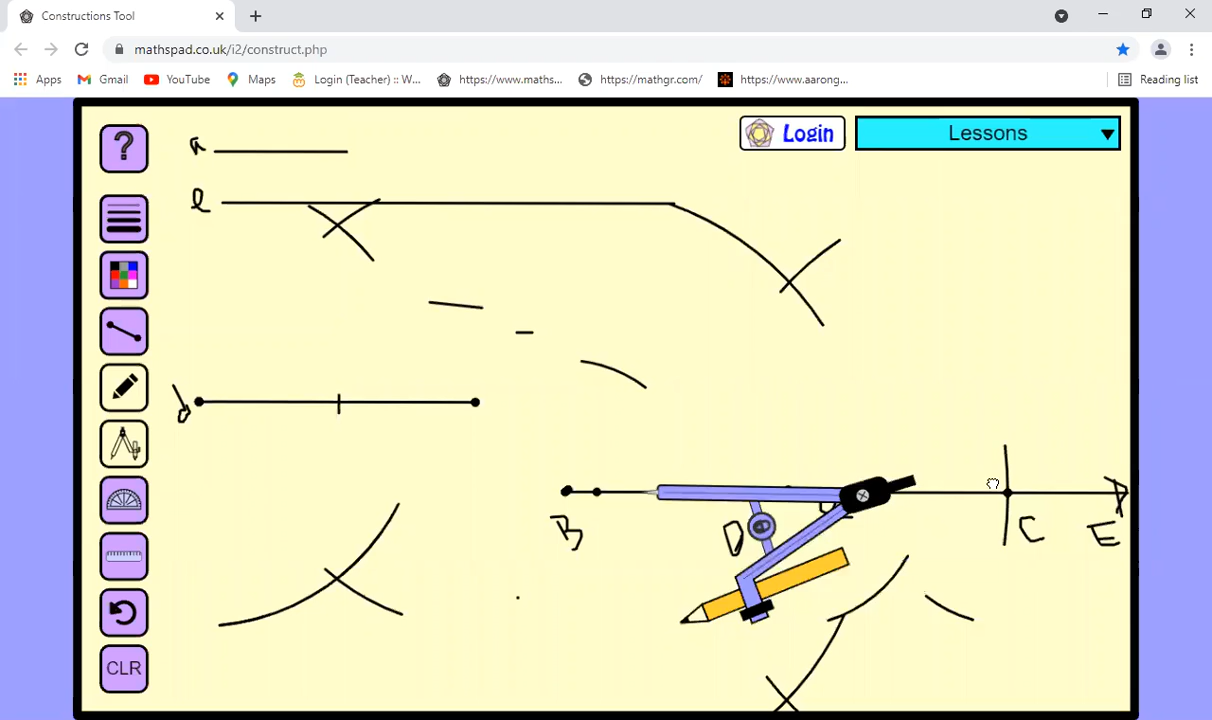 Constructions Tool
mathspad.co.uk/i2/construct.php
Apps
Gmail
YouTube
Maps
Login (Teacher) :: W...
https://www.maths...
https://mathgr.com/
https://www.aarong...
Reading list
?
Login
Lessons
b
B
D
C
E
CLR